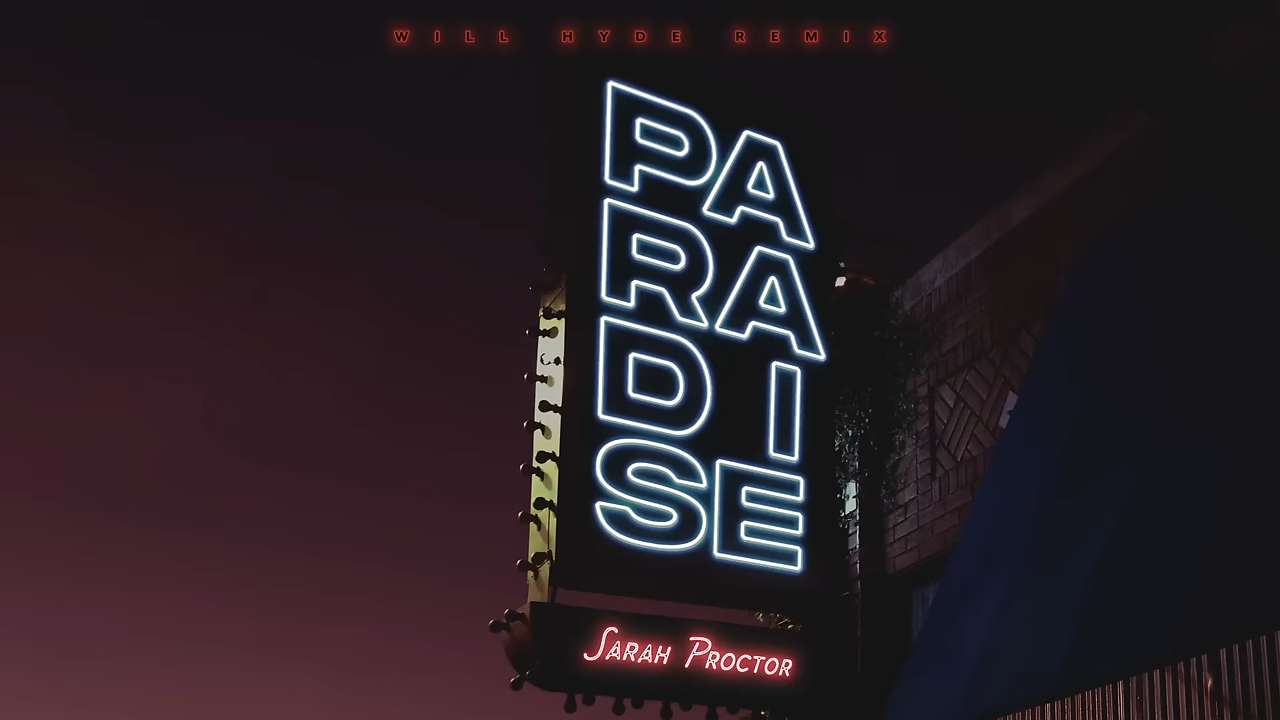 WILL HYDE REMIX
PA
RA
DI
SE
SARAH PROCTOR